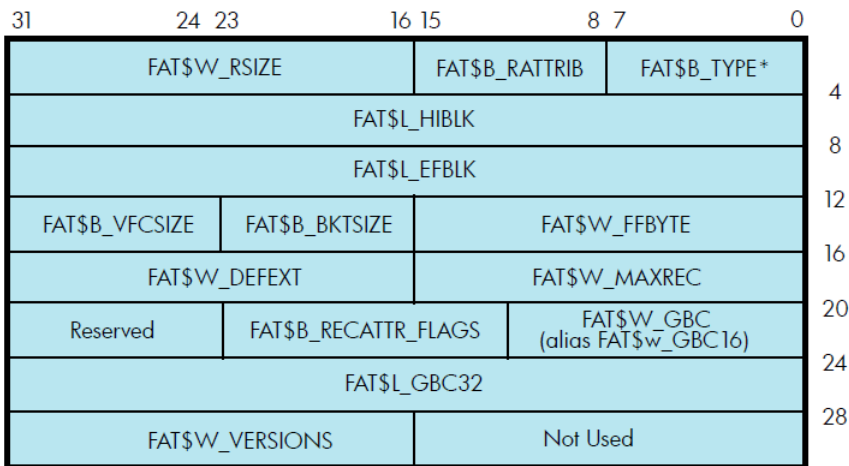 31 24 23 16 15 8 7 0
FAT$W_RSIZE FAT$B_RATTRIB FAT$B_TYPE*
4
FAT$L_HIBLK
8
FAT$L_EFBLK
12
FAT$B_VFCSIZE FAT$B_BKTSIZE FAT$W_FFBYTE
16
FAT$W_DEFEXT FAT$W_MAXREC
20
Reserved FAT$B_RECATTR_FLAGS FAT$W_GBC
(alias FAT$w_GBC16)
24
FAT$L_GBC32
28
FAT$W_VERSIONS Not Used